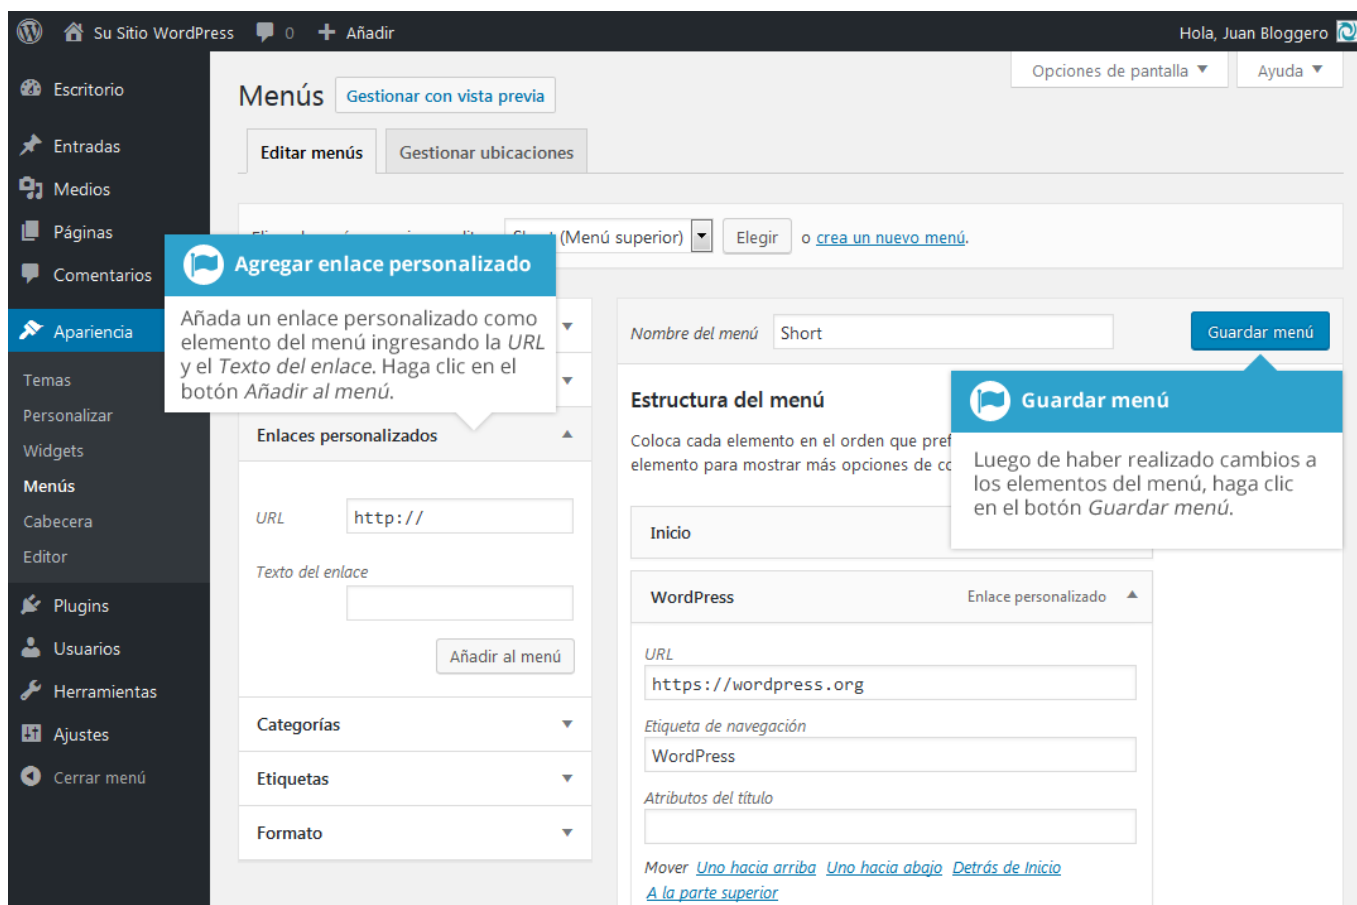 Su Sitio WordPress 0 Añadir Hola, Juan Bloggero
Opciones de pantalla Ayuda
Escritorio
Entradas
Medios
Páginas
Comentarios
Apariencia
Temas
Personalizar
Widgets
Menús
Cabecera
Editor
Plugins
Usuarios
Herramientas
Ajustes
Cerrar menú
Menús Gestionar con vista previa
Editar menús Gestionar ubicaciones
(Menú superior) Elegir o crea un nuevo menú.
Agregar enlace personalizado
Añada un enlace personalizado como
elemento del menú ingresando la URL
y el Texto del enlace. Haga clic en el
botón Añadir al menú.
Enlaces personalizados
URL http://
Texto del enlace
Añadir al menú
Categorías
Etiquetas
Formato
Nombre del menú Short Guardar menú
Estructura del menú
Coloca cada elemento en el orden que
elemento para mostrar más opciones de
Guardar menú
Luego de haber realizado cambios a
los elementos del menú, haga clic
en el botón Guardar menú.
Inicio
WordPress Enlace personalizado
URL
https://wordpress.org
Etiqueta de navegación
WordPress
Atributos del título
Mover Uno hacia arriba Uno hacia abajo Detrás de Inicio
A la parte superior